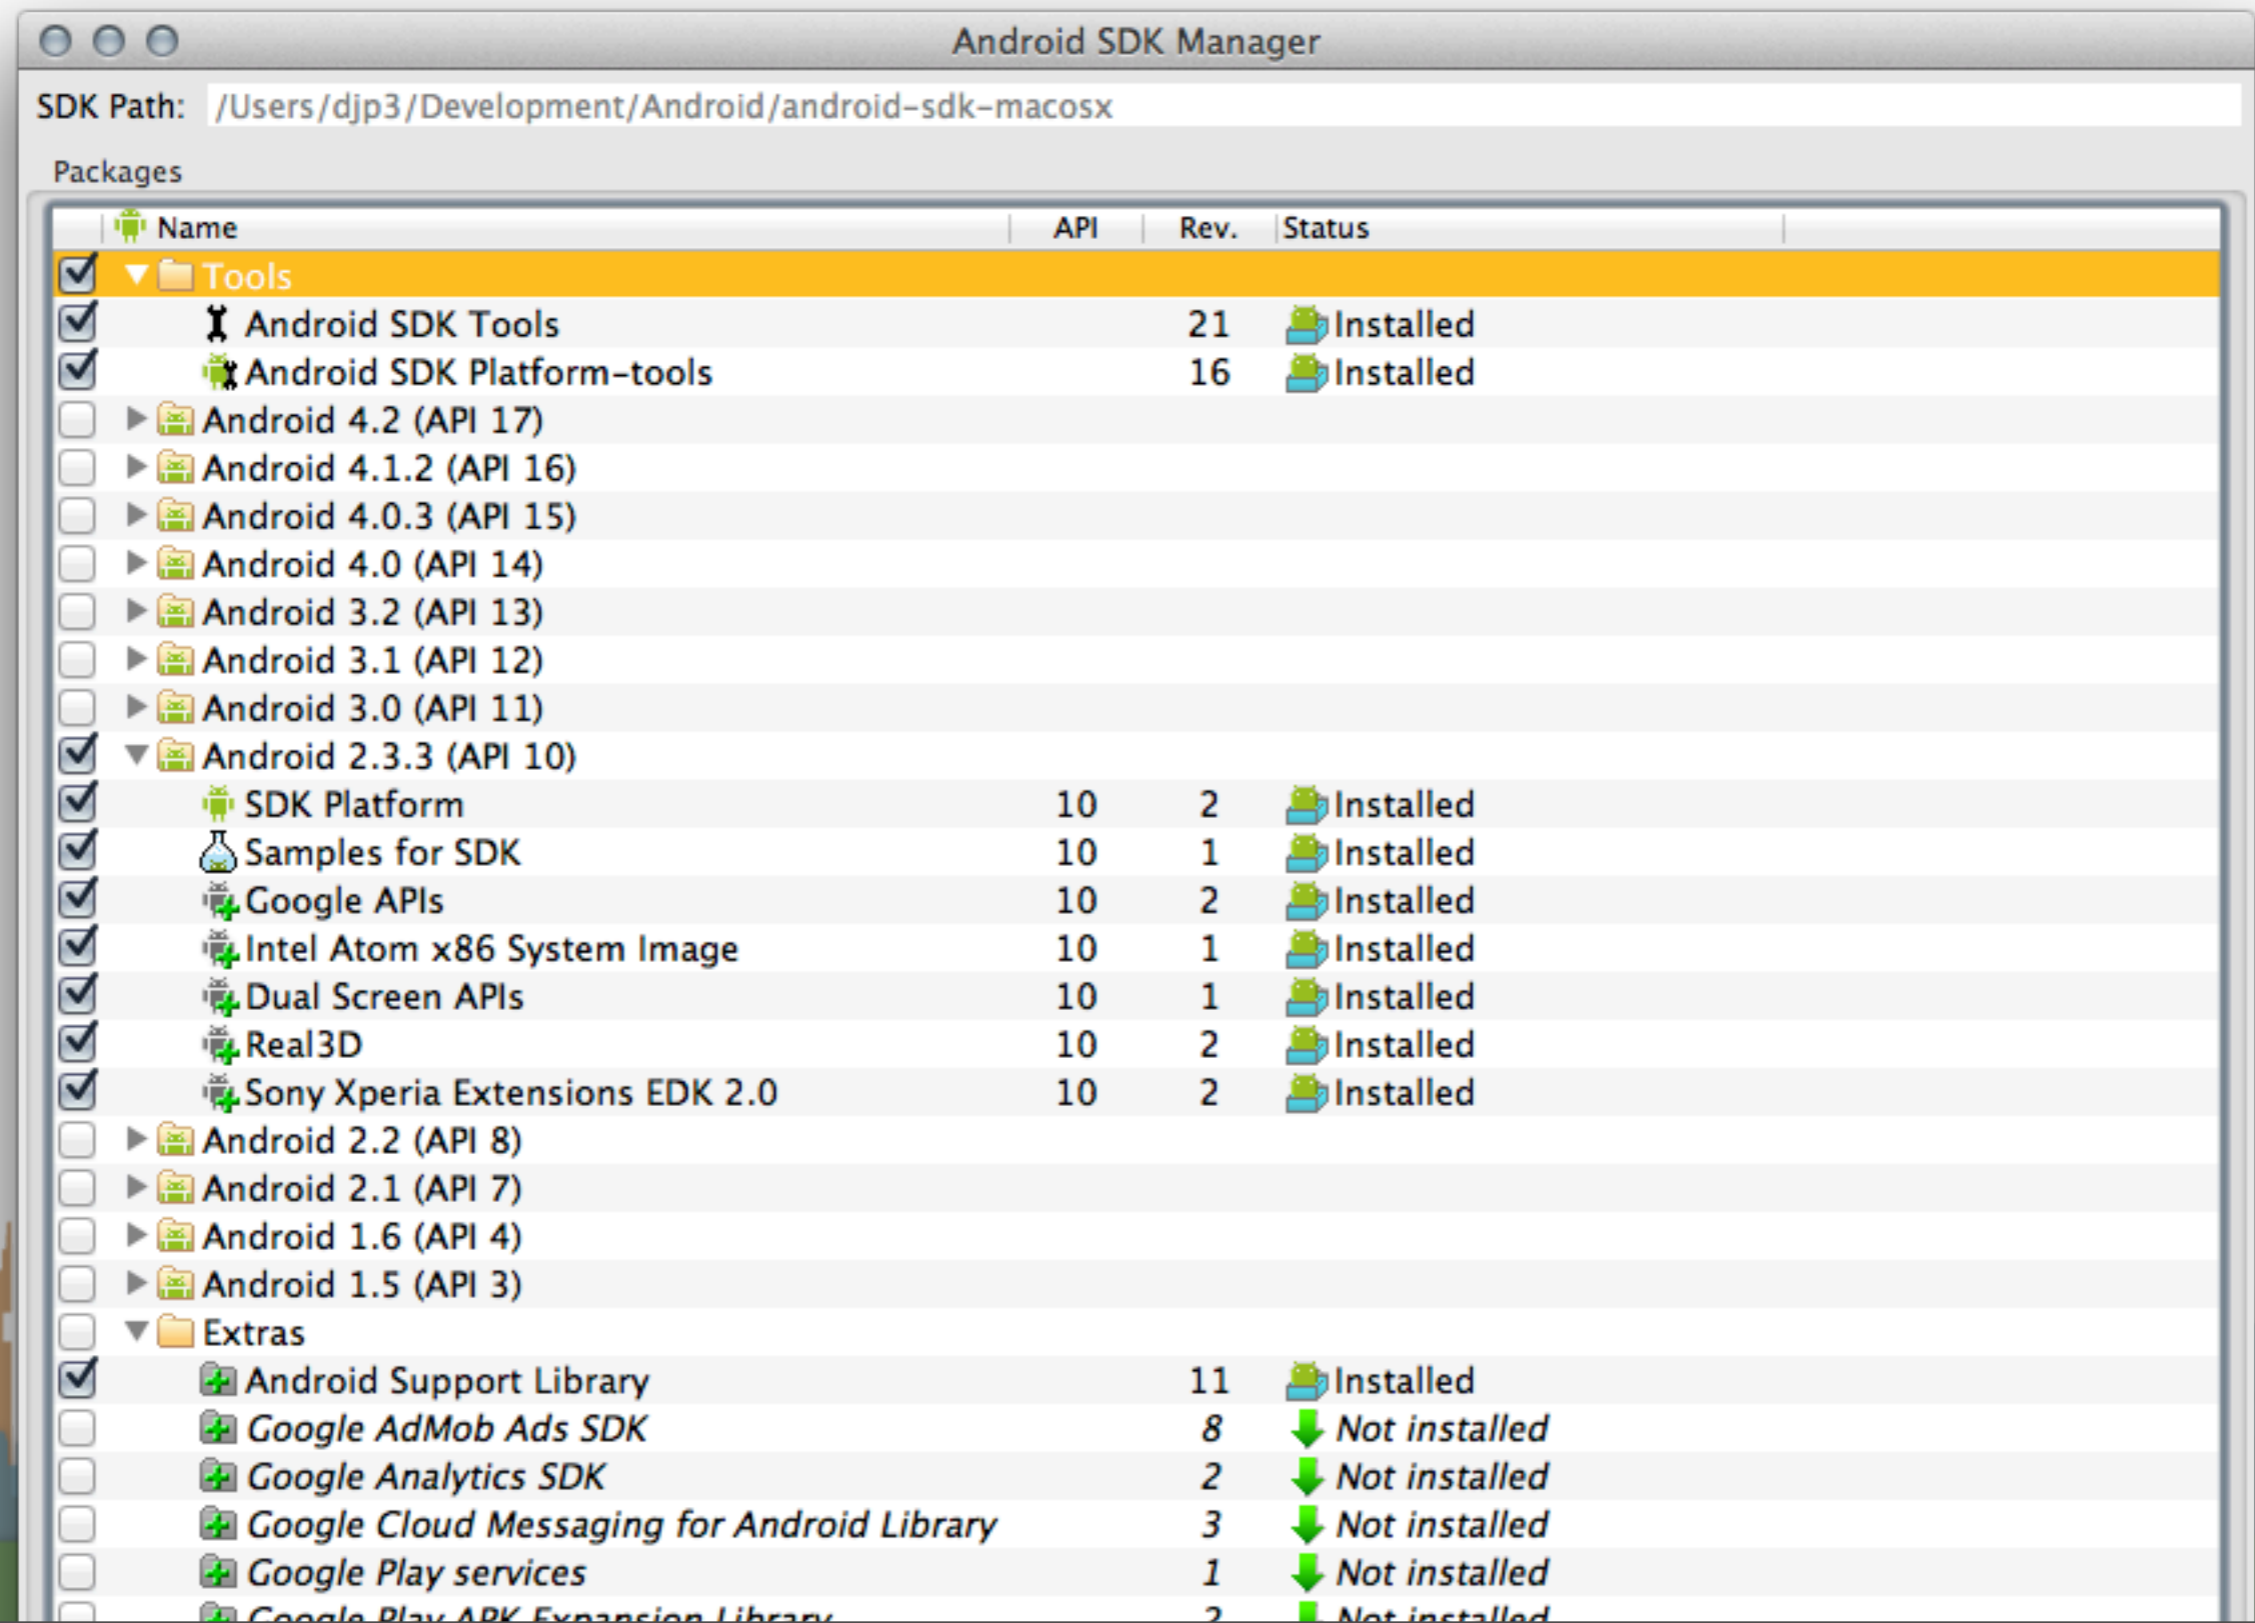 Android SDK Manager
SDK Path: /Users/djp3/Development/Android/android-sdk-macosx
Packages
Name API Rev. Status
Tools
Android SDK Tools 21 Installed
Android SDK Platform-tools 16 Installed
Android 4.2 (API 17)
Android 4.1.2 (API 16)
Android 4.0.3 (API 15)
Android 4.0 (API 14)
Android 3.2 (API 13)
Android 3.1 (API 12)
Android 3.0 (API 11)
Android 2.3.3 (API 10)
SDK Platform 10 2 Installed
Samples for SDK 10 1 Installed
Google APIs 10 2 Installed
Intel Atom x86 System Image 10 1 Installed
Dual Screen APIs 10 1 Installed
Real3D 10 2 Installed
Sony Xperia Extensions EDK 2.0 10 2 Installed
Android 2.2 (API 8)
Android 2.1 (API 7)
Android 1.6 (API 4)
Android 1.5 (API 3)
Extras
Android Support Library 11 Installed
Google AdMob Ads SDK 8 Not installed
Google Analytics SDK 2 Not installed
Google Cloud Messaging for Android Library 3 Not installed
Google Play services 1 Not installed
Google Play APK Expansion Library 2 Not installed